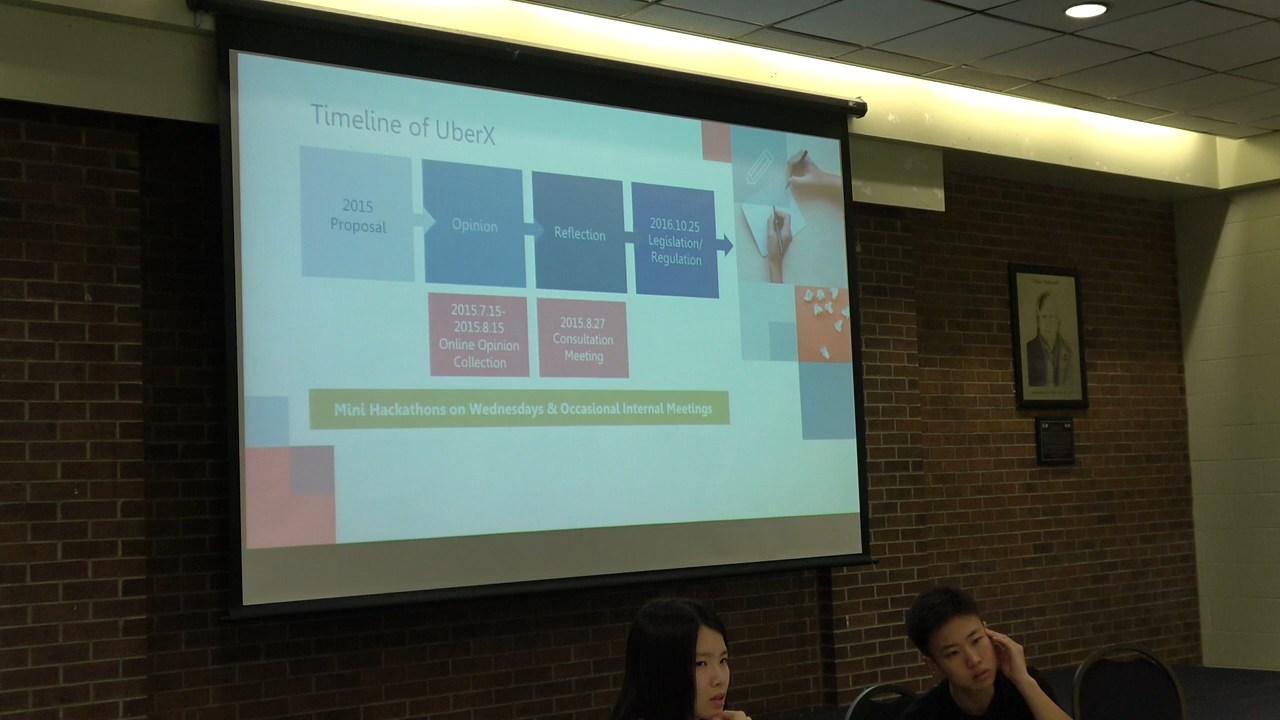 Timeline of UberX
2015
Proposal
Opinion
Reflection
2016.10.25
Legislation/
Regulation
2015.7.15-
2015.8.15
Online Opinion
Collection
2015.8.27
Consultation
Meeting
Mini Hackathons on Wednesdays & Occasional Internal Meetings